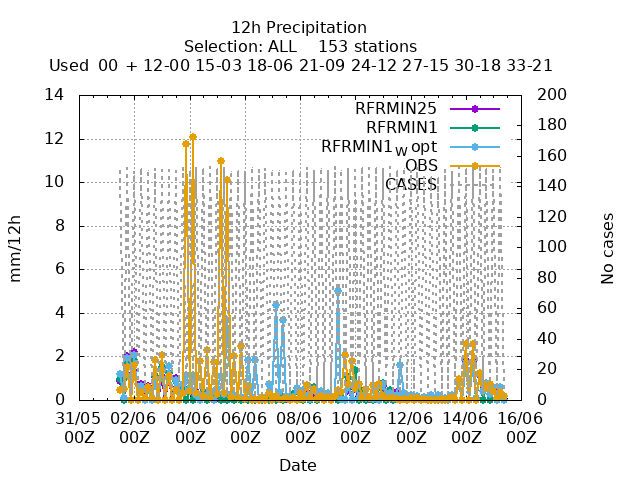 12h Precipitation
Selection: ALL 153 stations
Used 00 + 12-00 15-03 18-06 21-09 24-12 27-15 30-18 33-21
14 200
RFRMIN25
180
12 RFRMIN1
160
RFRMIN1w opt
OBS
10 140
CASES
120
8
100
mm/12h
No cases
6 80
60
4
40
2 20
0 0
31/05 02/06 04/06 06/06 08/06 10/06 12/06 14/06 16/06
00Z 00Z 00Z 00Z 00Z 00Z 00Z 00Z 00Z
Date